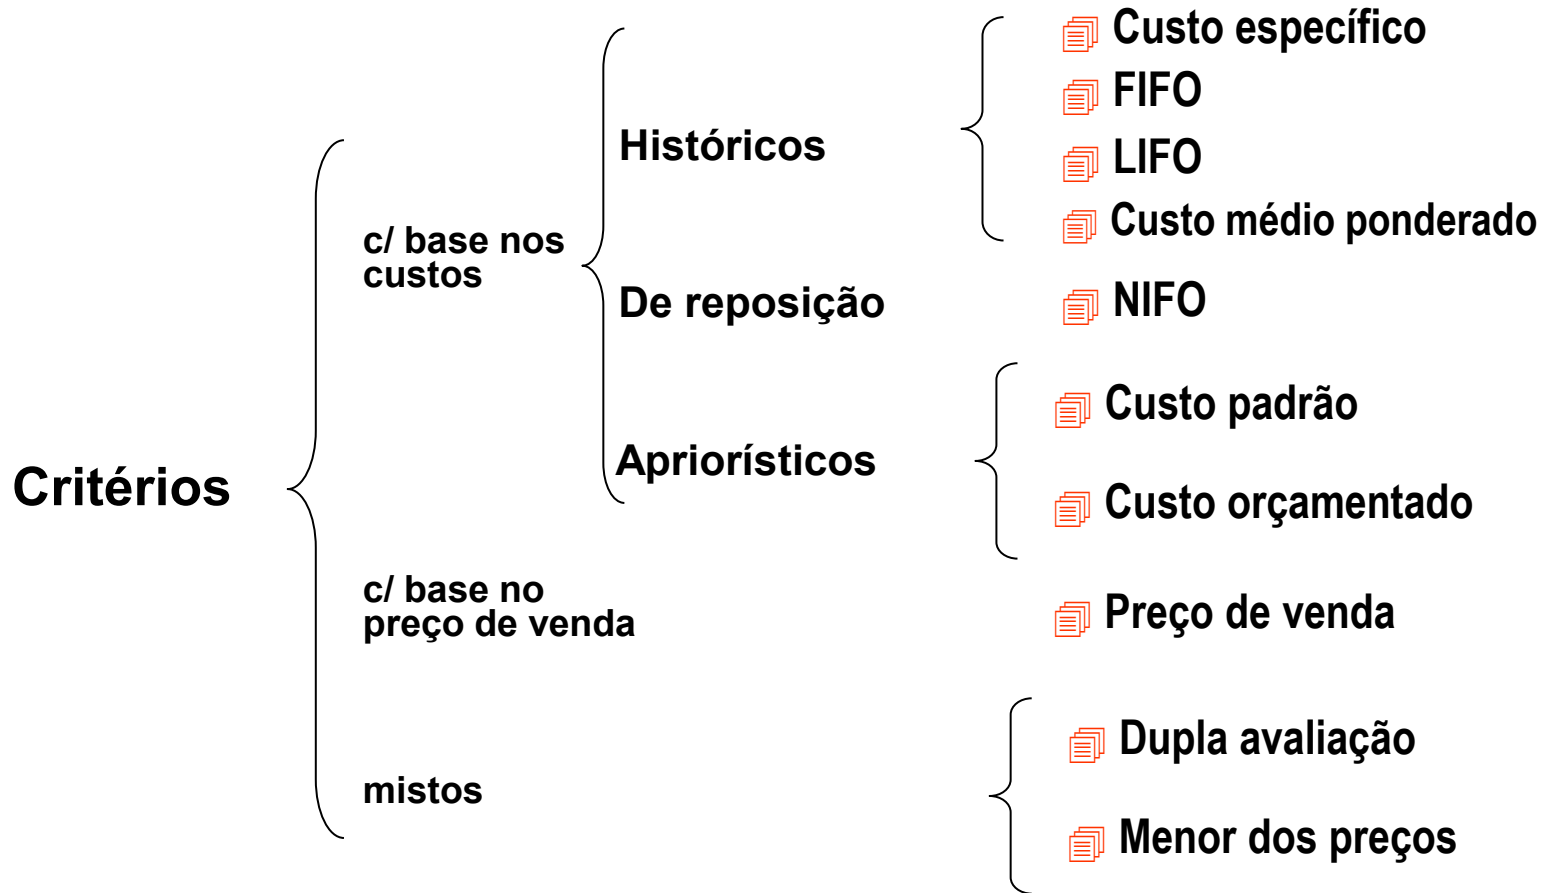 Critérios
c/ base nos
custos
Históricos
Custo específico
FIFO
LIFO
Custo médio ponderado
De reposição
NIFO
Apriorísticos
Custo padrão
Custo orçamentado
c/ base no
preço de venda
Preço de venda
mistos
Dupla avaliação
Menor dos preços